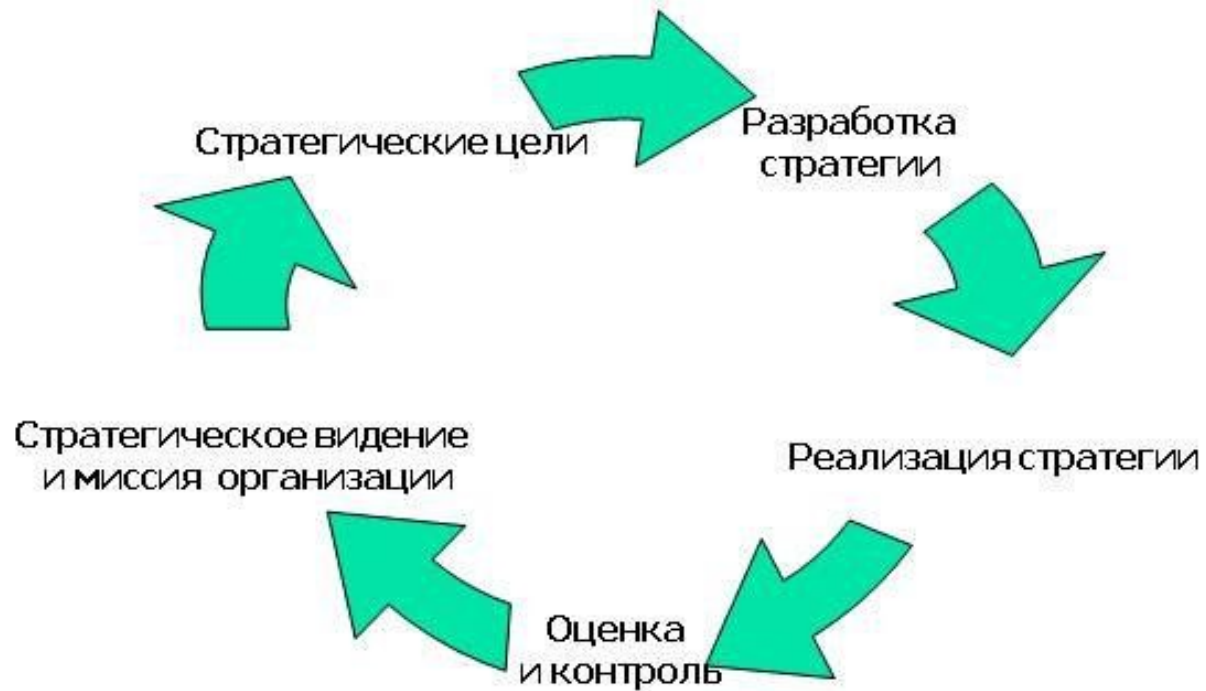 Стратегические цели
Разработка
стратегии
Стратегическое видение
и миссия организации
Реализация стратегии
Оценка
и контроль